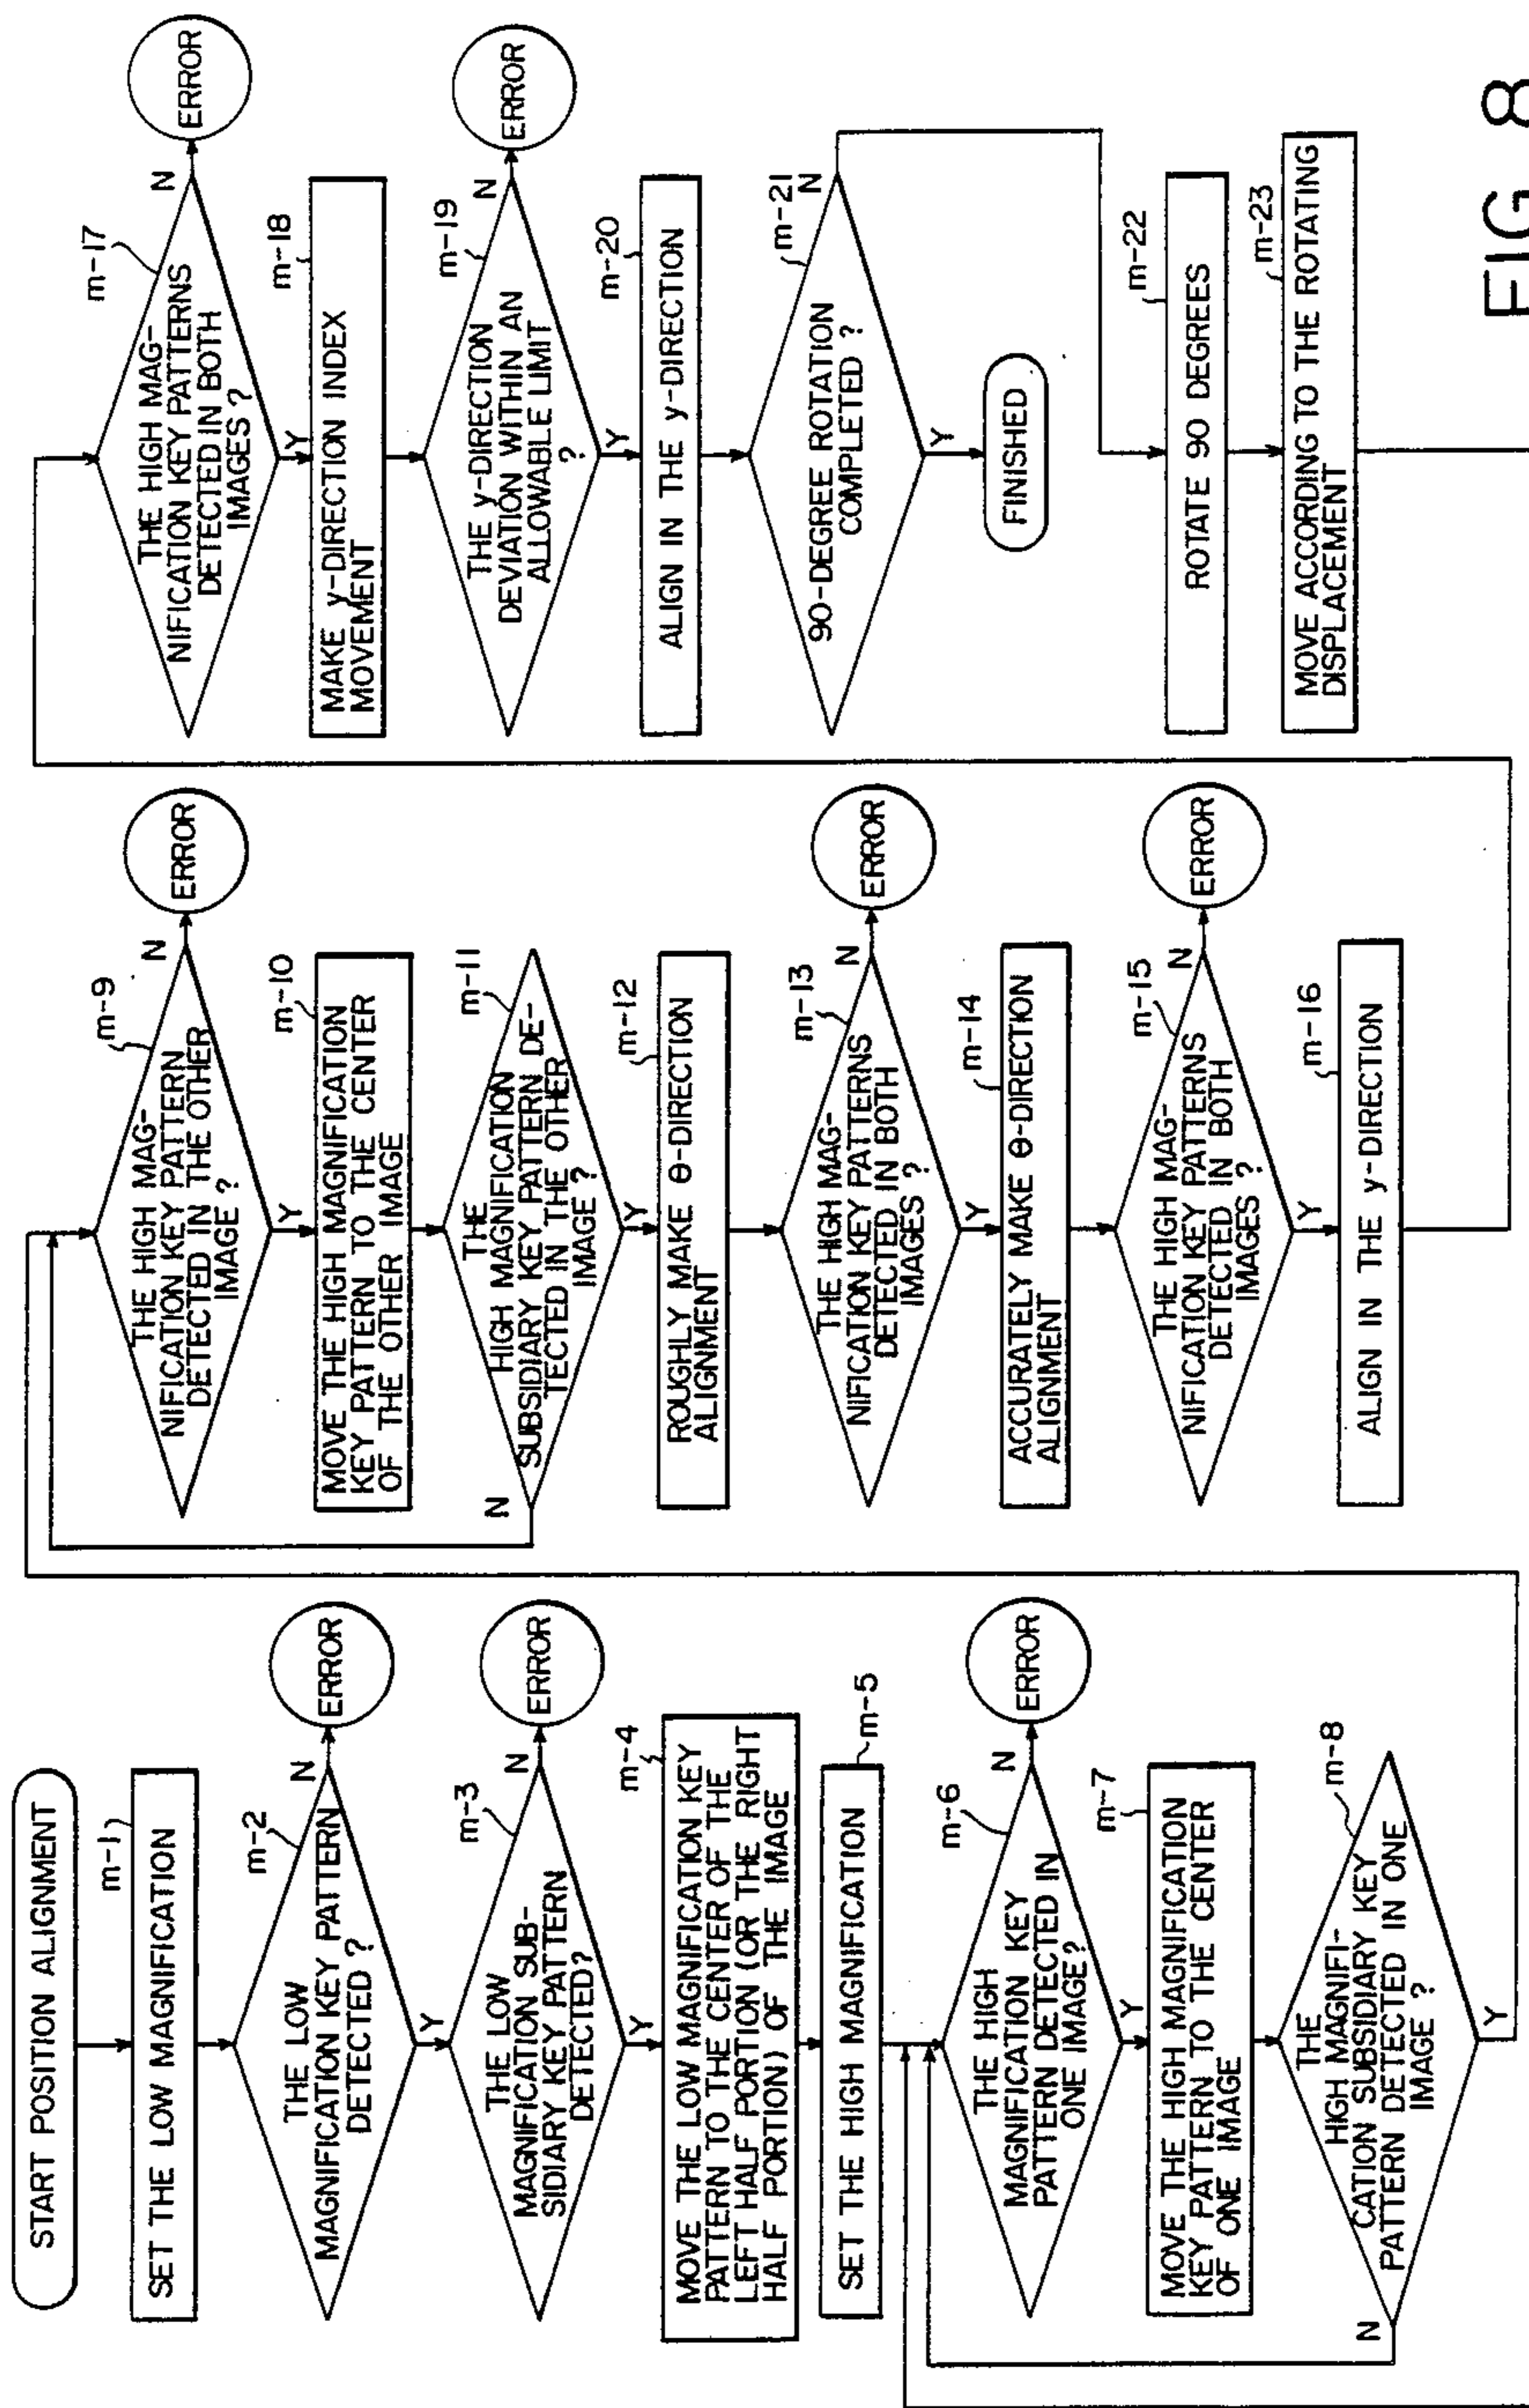 START POSITION ALIGNMENT
m-1
SET THE LOW MAGNIFICATION
m-2
THE LOW
MAGNIFICATION KEY PATTERN
DETECTED ?
N
ERROR
Y
m-3
THE LOW
MAGNIFICATION SUB-
SIDIARY KEY PATTERN
DETECTED?
N
ERROR
Y
m-4
MOVE THE LOW MAGNIFICATION KEY
PATTERN TO THE CENTER OF THE
LEFT HALF PORTION (OR THE RIGHT
HALF PORTION) OF THE IMAGE
m-5
SET THE HIGH MAGNIFICATION
m-6
THE HIGH
MAGNIFICATION KEY
PATTERN DETECTED IN
ONE IMAGE?
N
ERROR
Y
m-7
MOVE THE HIGH MAGNIFICATION
KEY PATTERN TO THE CENTER
OF ONE IMAGE
m-8
THE
HIGH MAGNIFI-
CATION SUBSIDIARY KEY
PATTERN DETECTED IN ONE
IMAGE ?
N
Y
m-9
THE HIGH MAG-
NIFICATION KEY PATTERN
DETECTED IN THE OTHER
IMAGE ?
N
ERROR
Y
m-10
MOVE THE HIGH MAGNIFICATION
KEY PATTERN TO THE CENTER
OF THE OTHER IMAGE
m-11
THE
HIGH MAGNIFICATION
SUBSIDIARY KEY PATTERN DE-
TECTED IN THE OTHER
IMAGE ?
N
Y
m-12
ROUGHLY MAKE θ-DIRECTION
ALIGNMENT
m-13
THE HIGH MAG-
NIFICATION KEY PATTERNS
DETECTED IN BOTH
IMAGES ?
N
ERROR
Y
m-14
ACCURATELY MAKE θ-DIRECTION
ALIGNMENT
m-15
THE HIGH MAG-
NIFICATION KEY PATTERNS
DETECTED IN BOTH
IMAGES ?
N
ERROR
Y
m-16
ALIGN IN THE y-DIRECTION
m-17
THE HIGH MAG-
NIFICATION KEY PATTERNS
DETECTED IN BOTH
IMAGES ?
N
ERROR
Y
m-18
MAKE y-DIRECTION INDEX
MOVEMENT
m-19
THE y-DIRECTION
DEVIATION WITHIN AN
ALLOWABLE LIMIT
?
N
ERROR
Y
m-20
ALIGN IN THE y-DIRECTION
m-21
90-DEGREE ROTATION
COMPLETED ?
N
Y
FINISHED
m-22
ROTATE 90 DEGREES
m-23
MOVE ACCORDING TO THE ROTATING
DISPLACEMENT
FIG 8